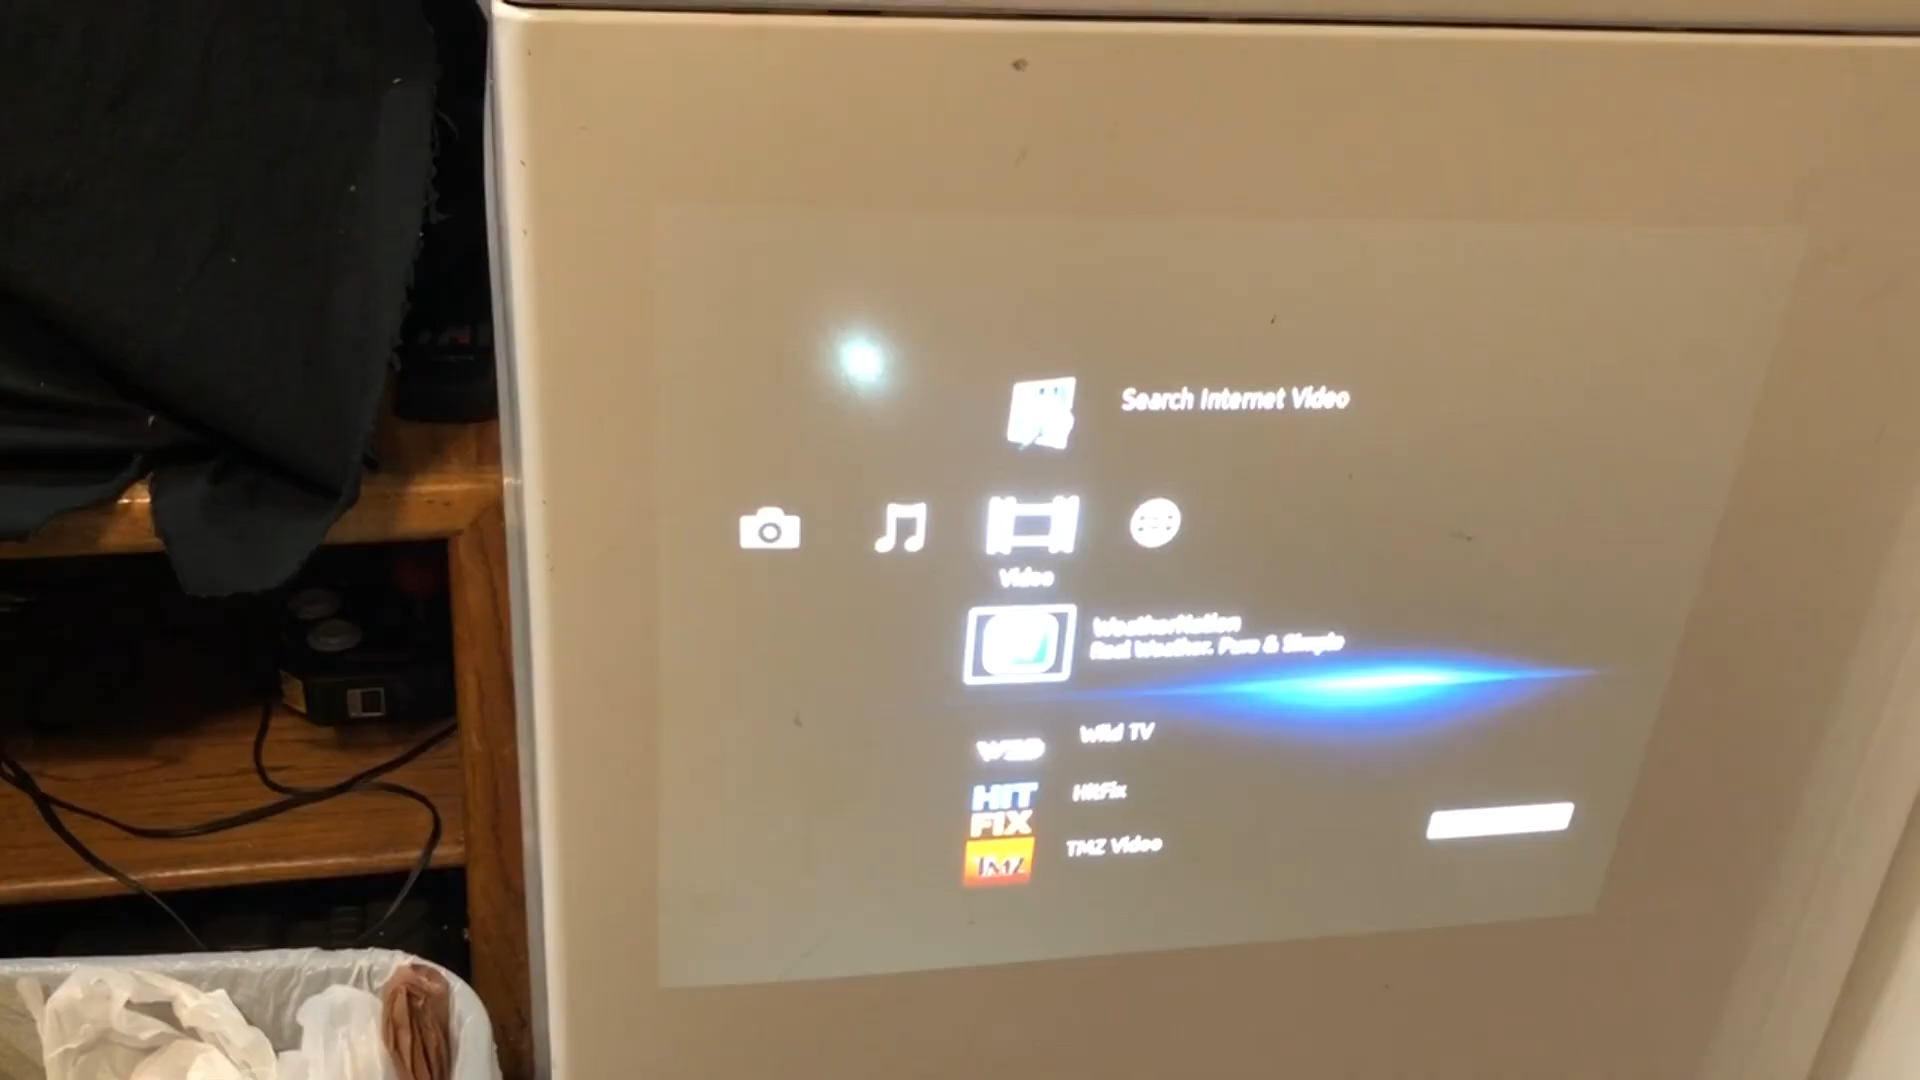 Search Internet Video
Video
WeatherNation
Real Weather. Pure & Simple
Wild TV
HIT
FIX
HitFix
TMZ
TMZ Video